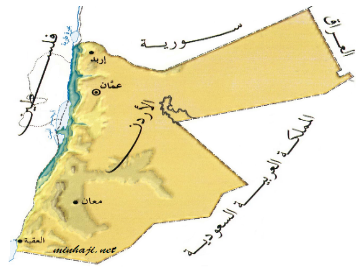 سورية
العراق
فلسطين
إربد
عمّان
الأردن
المملكة العربية السعودية
معان
العقبة
minhaji.net